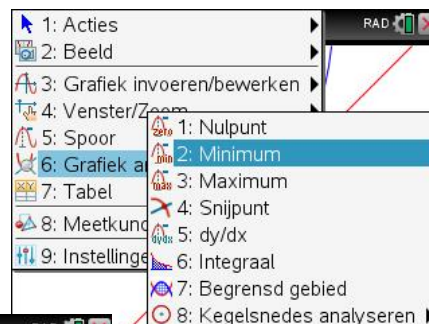 1: Acties
RAD
2: Beeld
3: Grafiek invoeren/bewerken
4: Venster/Zoom
5: Spoor
6: Grafiek
7: Tabel
8: Meetkund
9: Instellinge
1: Nulpunt
2: Minimum
3: Maximum
4: Snijpunt
5: dy/dx
6: Integraal
7: Begrensd gebied
8: Kegelsnedes analyseren